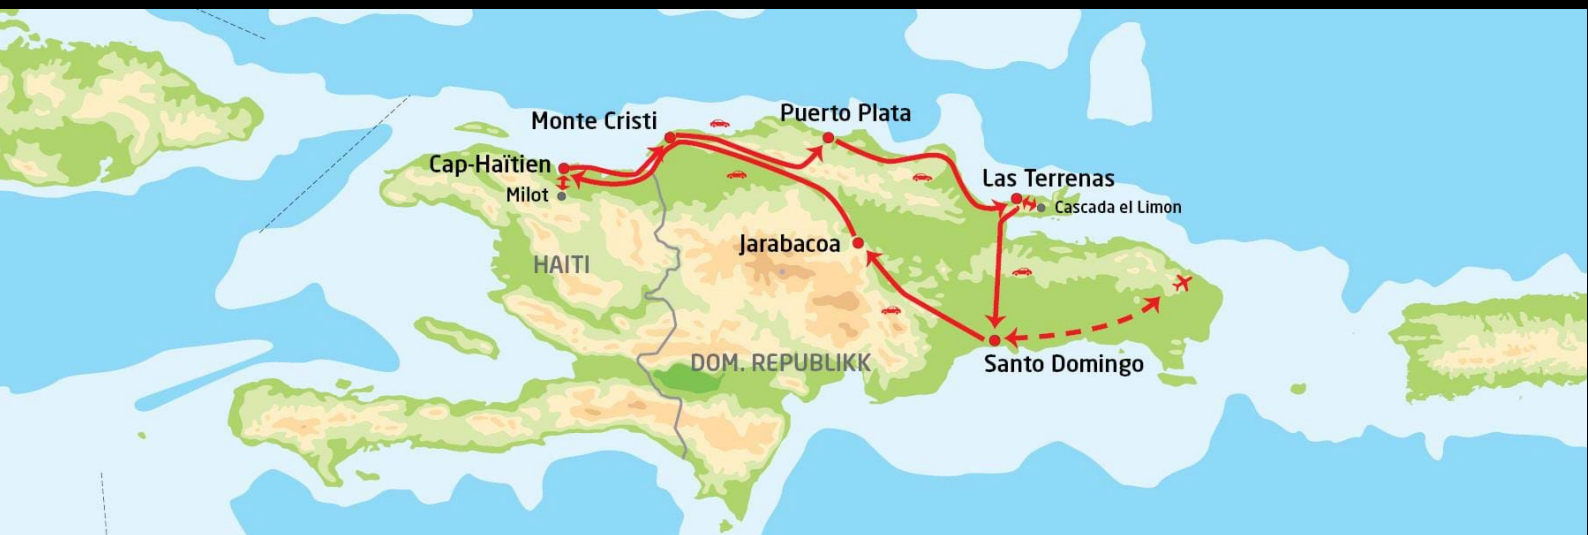 Puerto Plata
Monte Cristi
Cap-Haïtien
Milot
Las Terrenas
Cascada el Limon
Jarabacoa
HAITI
DOM. REPUBLIKK
Santo Domingo